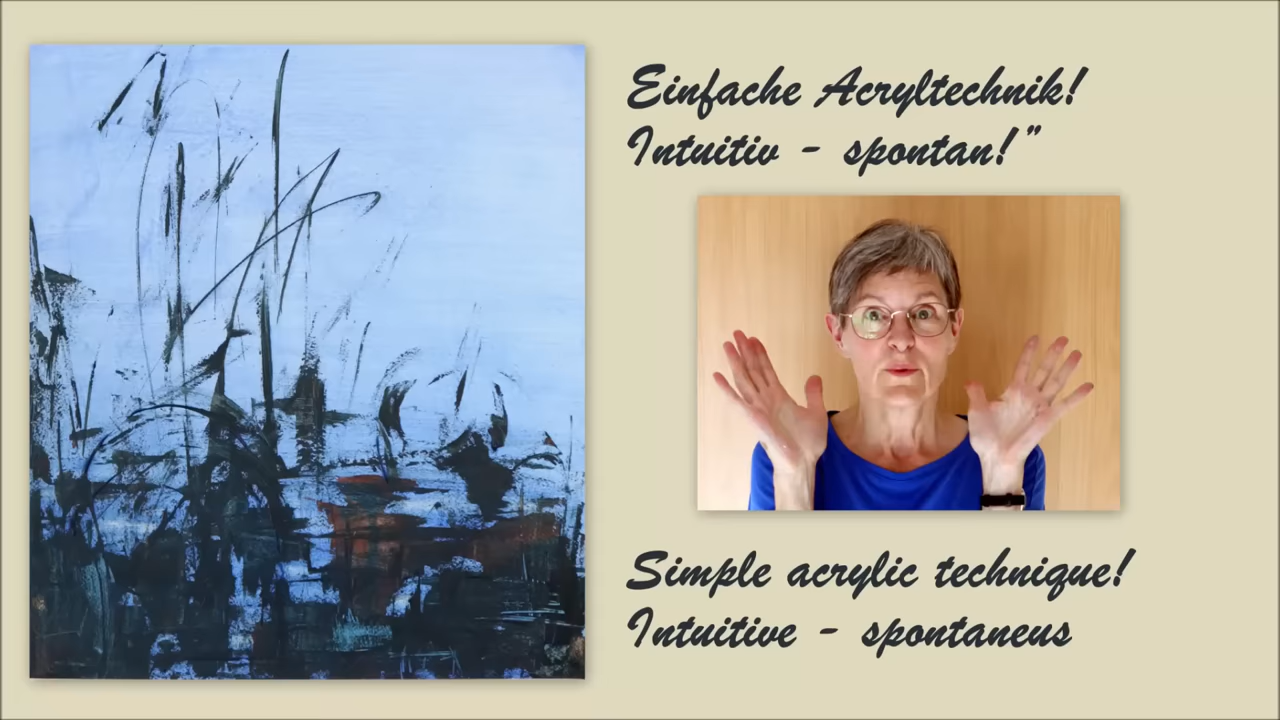 Einfache Acryltechnik!
Intuitiv - spontan!"
Simple acrylic technique!
Intuitive - spontaneus